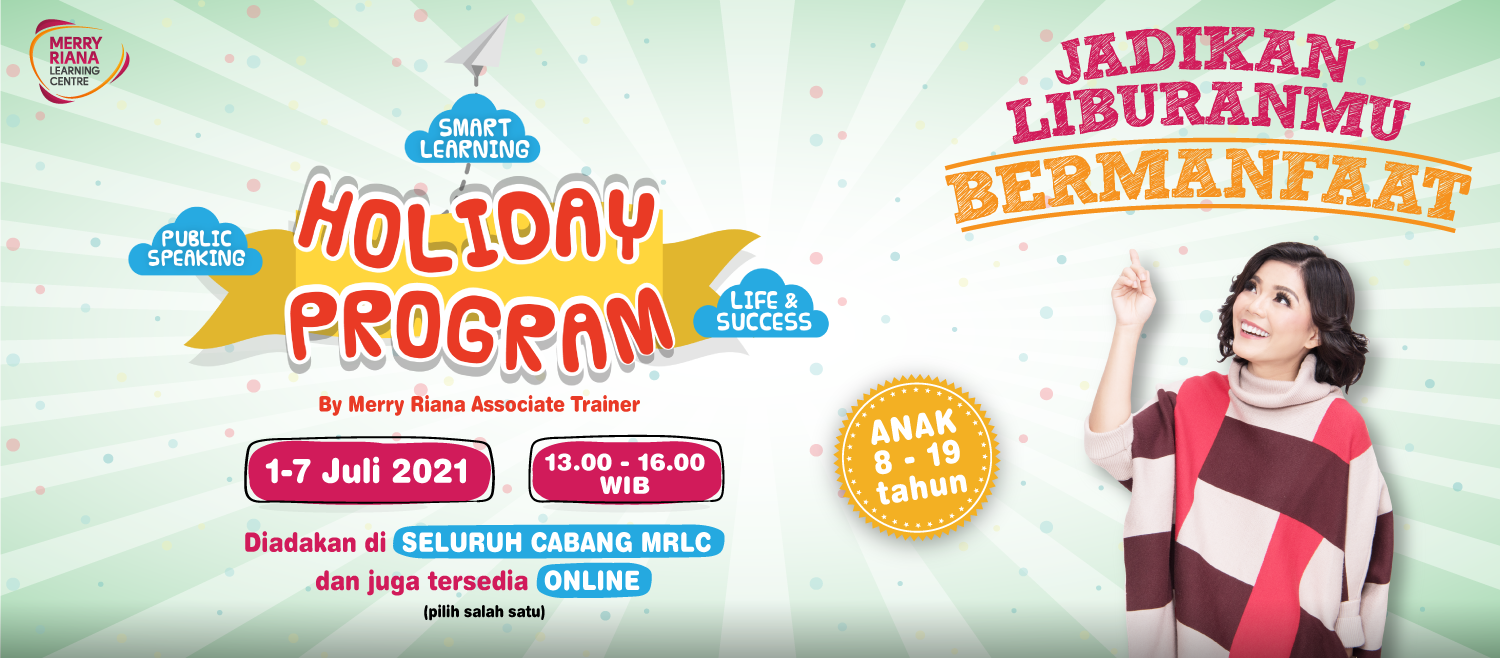 MERRY
RIANA
LEARNING
CENTRE
SMART
LEARNING
PUBLIC
SPEAKING
HOLIDAY
PROGRAM
LIFE &
SUCCESS
By Merry Riana Associate Trainer
1-7 Juli 2021
13.00 - 16.00
WIB
Diadakan di SELURUH CABANG MRLC
dan juga tersedia ONLINE
(pilih salah satu)
JADIKAN
LIBURANMU
BERMANFAAT
ANAK
8 - 19
tahun